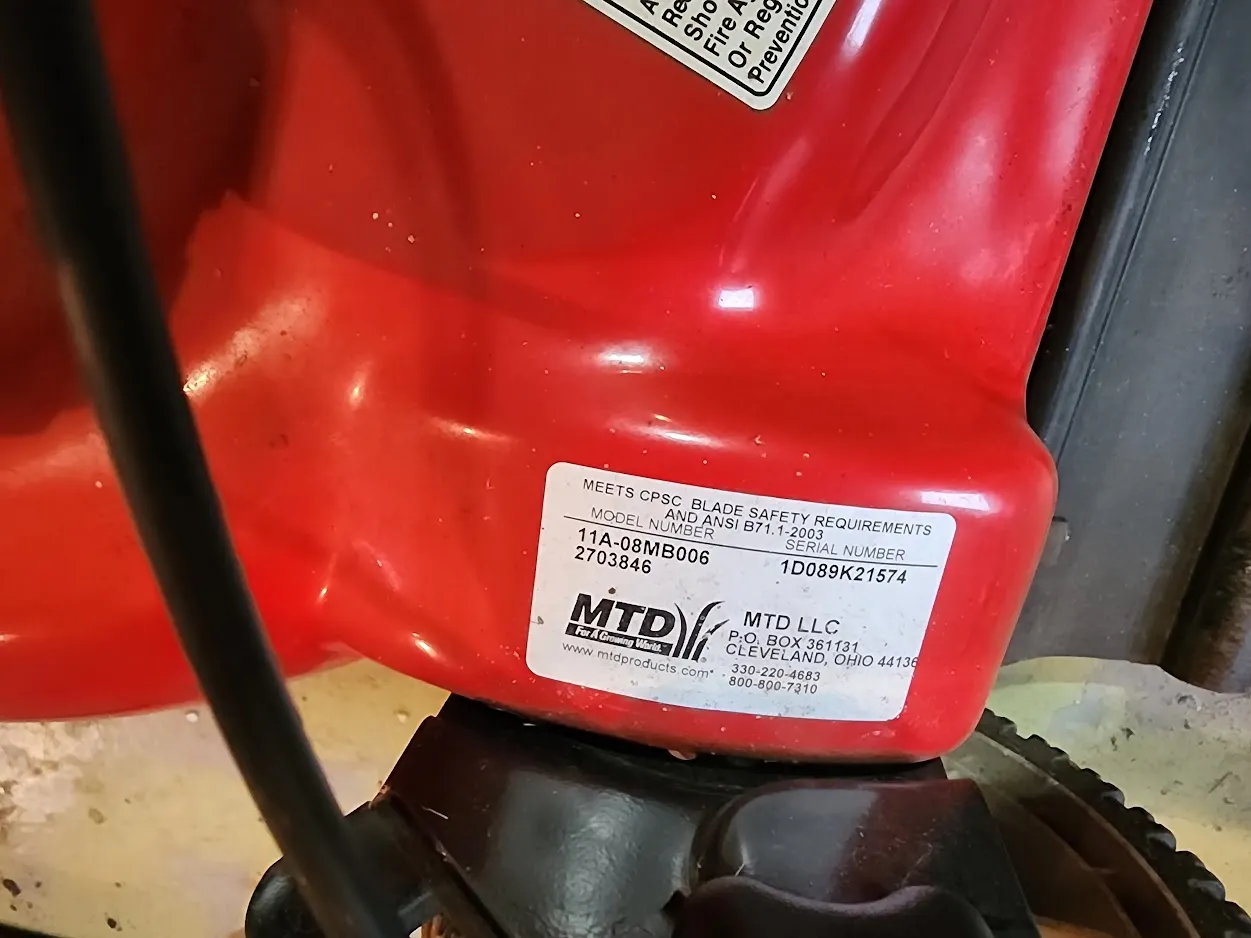 Re
Sho
Fire A
Or Reg
Preventio
MEETS CPSC BLADE SAFETY REQUIREMENTS
AND ANSI B71.1-2003
MODEL NUMBER SERIAL NUMBER
11A-08MB006 1D089K21574
2703846
MTD
For A Growing World.
www.mtdproducts.com
MTD LLC
P.O. BOX 361131
CLEVELAND, OHIO 44136
330-220-4683
800-800-7310